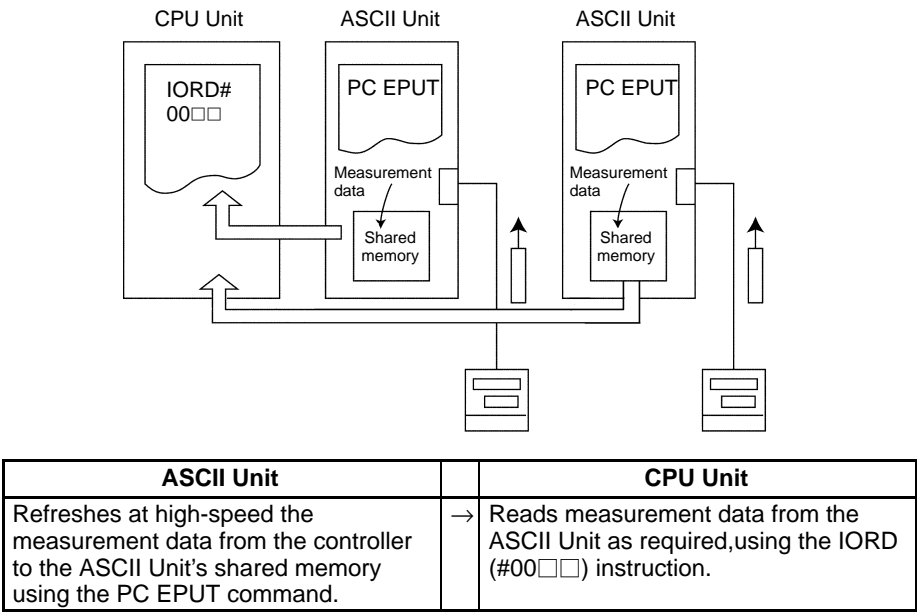 CPU Unit
ASCII Unit
ASCII Unit
IORD#
00□□
PC EPUT
PC EPUT
Measurement
data
Measurement
data
Shared
memory
Shared
memory
ASCII Unit
CPU Unit
Refreshes at high-speed the
measurement data from the controller
to the ASCII Unit's shared memory
using the PC EPUT command.
→
Reads measurement data from the
ASCII Unit as required,using the IORD
(#00□□) instruction.